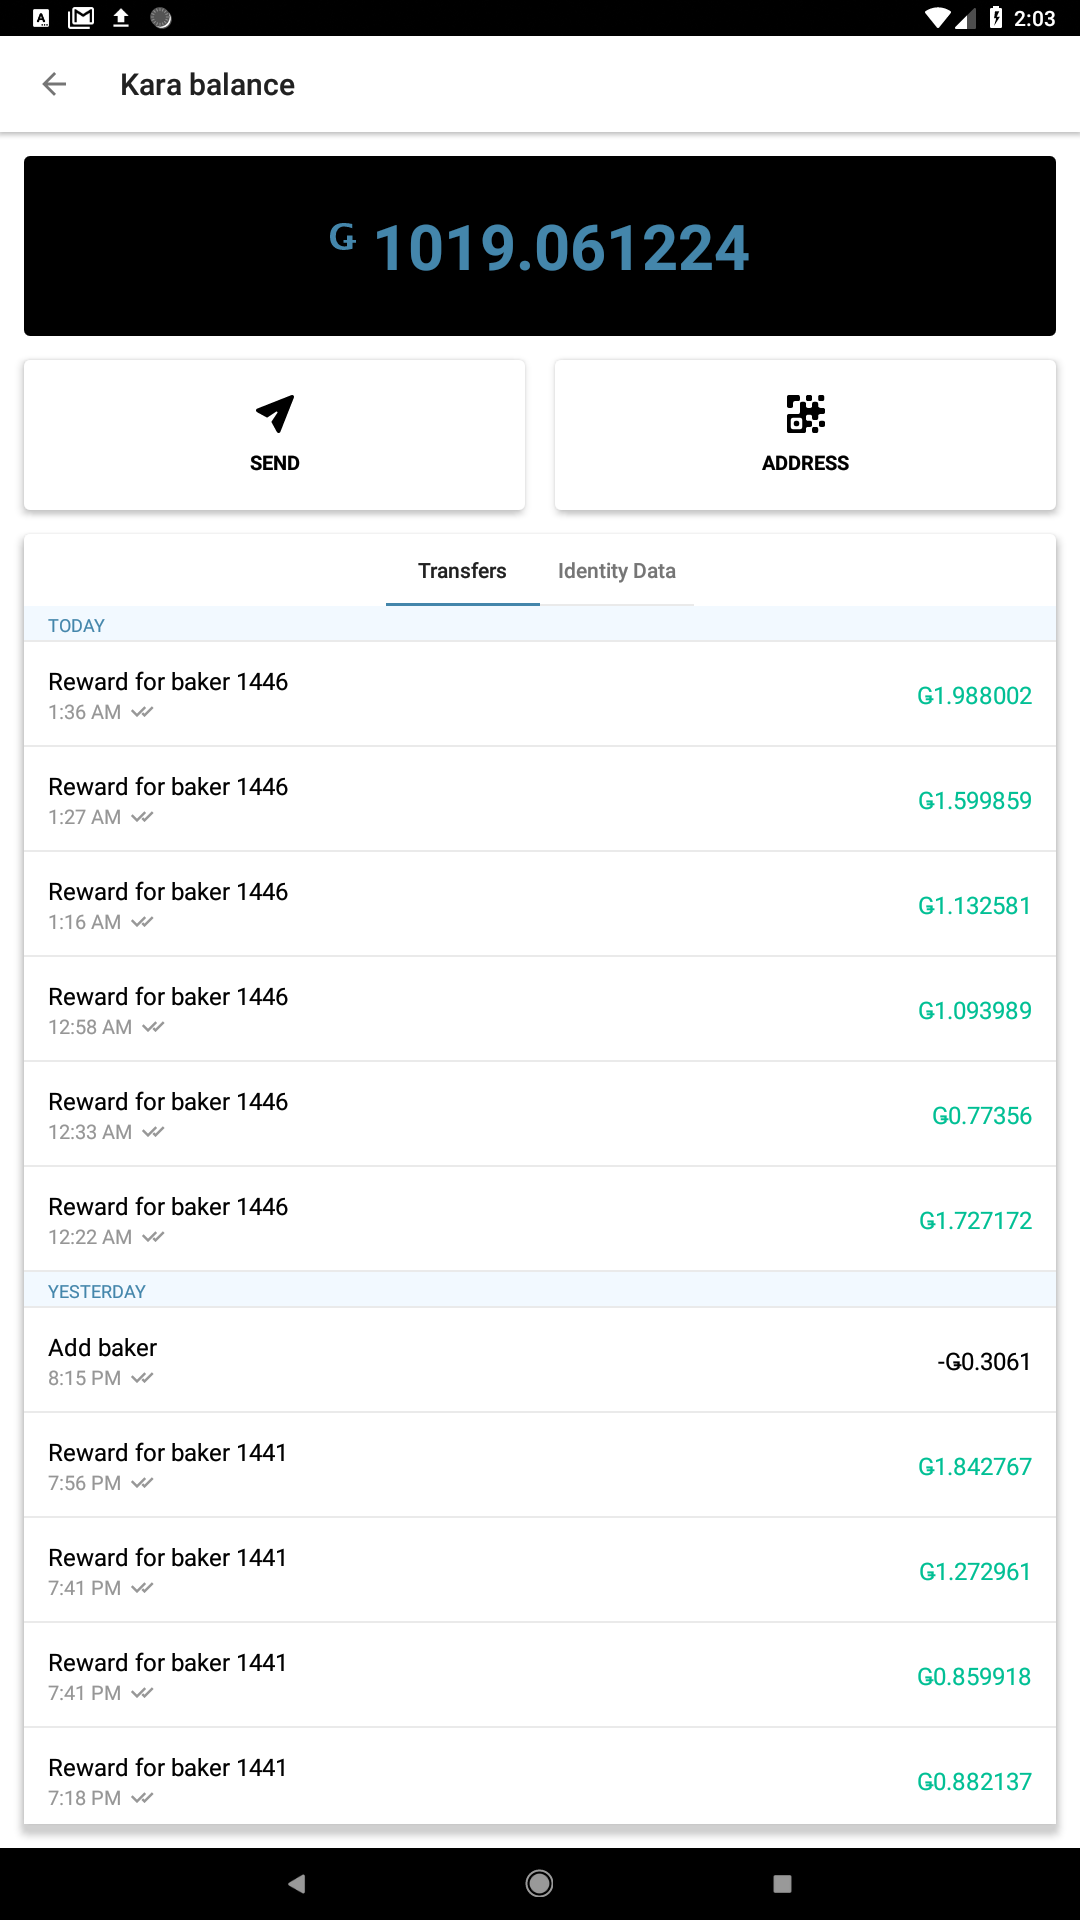 2:03
Kara balance
Ǥ 1019.061224
SEND
ADDRESS
Transfers
Identity Data
TODAY
Reward for baker 1446
1:36 AM
Ǥ1.988002
Reward for baker 1446
1:27 AM
Ǥ1.599859
Reward for baker 1446
1:16 AM
Ǥ1.132581
Reward for baker 1446
12:58 AM
Ǥ1.093989
Reward for baker 1446
12:33 AM
Ǥ0.77356
Reward for baker 1446
12:22 AM
Ǥ1.727172
YESTERDAY
Add baker
8:15 PM
-Ǥ0.3061
Reward for baker 1441
7:56 PM
Ǥ1.842767
Reward for baker 1441
7:41 PM
Ǥ1.272961
Reward for baker 1441
7:41 PM
Ǥ0.859918
Reward for baker 1441
7:18 PM
Ǥ0.882137